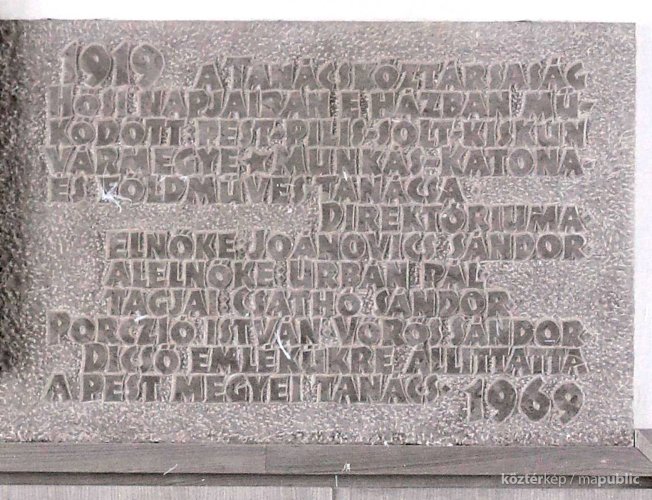 1919 A TANÁCSKÖZTÁRSASÁG
HŐSI NAPJAIBAN E HÁZBAN MŰ-
KÖDÖTT PEST-PILIS-SOLT-KISKUN
VÁRMEGYE MUNKÁS-KATONA-
ÉS FÖLDMŰVES TANÁCSA
DIREKTÓRIUMA
ELNÖKE JOÁNOVICS SÁNDOR
ALELNÖKE URBÁN PÁL
TAGJAI CSATHÓ SÁNDOR
PORCZIÓ ISTVÁN VÖRÖS SÁNDOR
DICSŐ EMLÉKÜKRE ÁLLÍTTATTA
A PEST MEGYEI TANÁCS 1969
köztérkép / mapublic